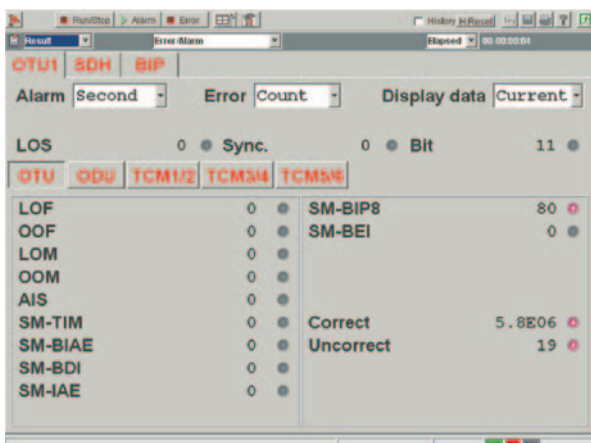 Run/Stop Alarm Error History H.Reset ?
Result Error/Alarm Elapsed 00-00:00:04
OTU1 SDH BIP
Alarm Second Error Count Display data Current
LOS 0 Sync. 0 Bit 11
OTU ODU TCM1/2 TCM3/4 TCM5/6
LOF 0 SM-BIP8 80
OOF 0 SM-BEI 0
LOM 0
OOM 0
AIS 0
SM-TIM 0 Correct 5.8E06
SM-BIAE 0 Uncorrect 19
SM-BDI 0
SM-IAE 0